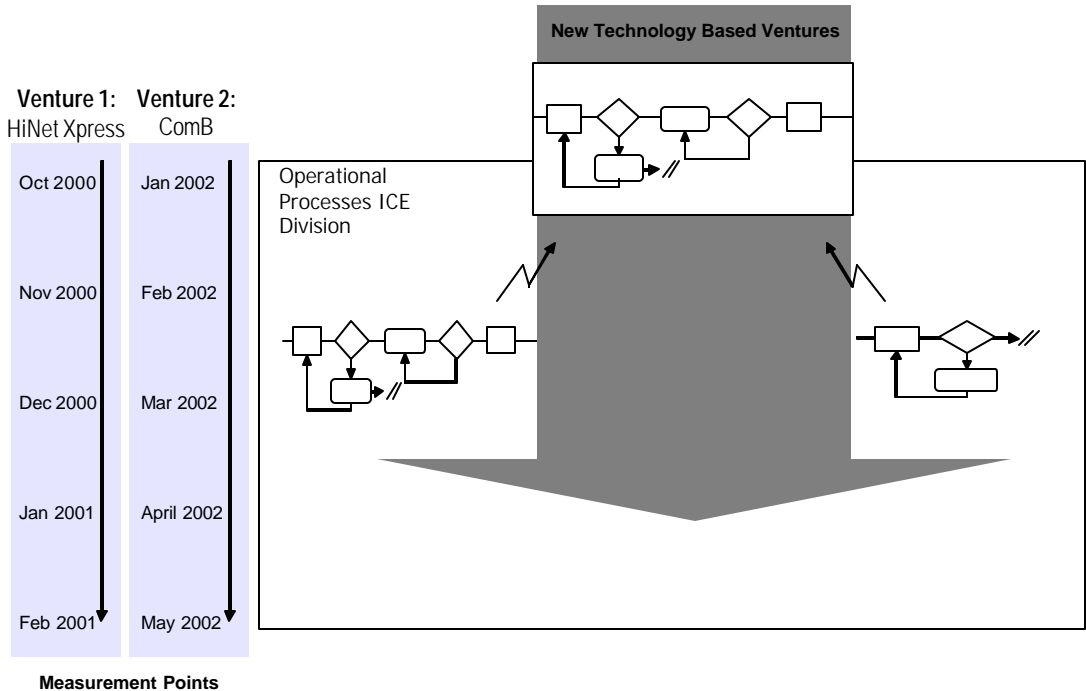 New Technology Based Ventures
Venture 1:
HiNet Xpress
Venture 2:
ComB
Oct 2000
Nov 2000
Dec 2000
Jan 2001
Feb 2001
Jan 2002
Feb 2002
Mar 2002
April 2002
May 2002
Operational
Processes ICE
Division
Measurement Points